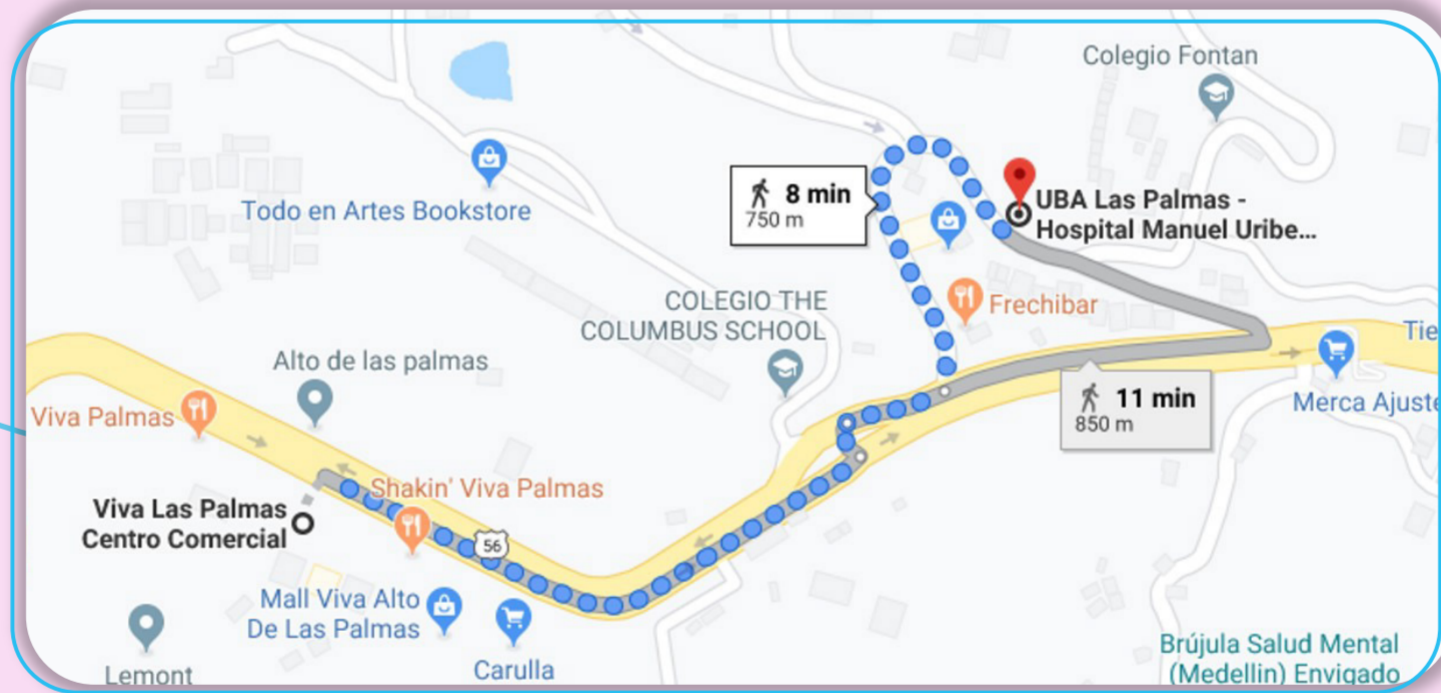 Colegio Fontan
8 min
750 m
UBA Las Palmas -
Hospital Manuel Uribe...
Todo en Artes Bookstore
COLEGIO THE
COLUMBUS SCHOOL
Frechibar
Tie
Alto de las palmas
Viva Palmas
11 min
850 m
Merca Ajuste
Shakin' Viva Palmas
Viva Las Palmas
Centro Comercial
56
Mall Viva Alto
De Las Palmas
Carulla
Lemont
Brújula Salud Mental
(Medellin) Envigado